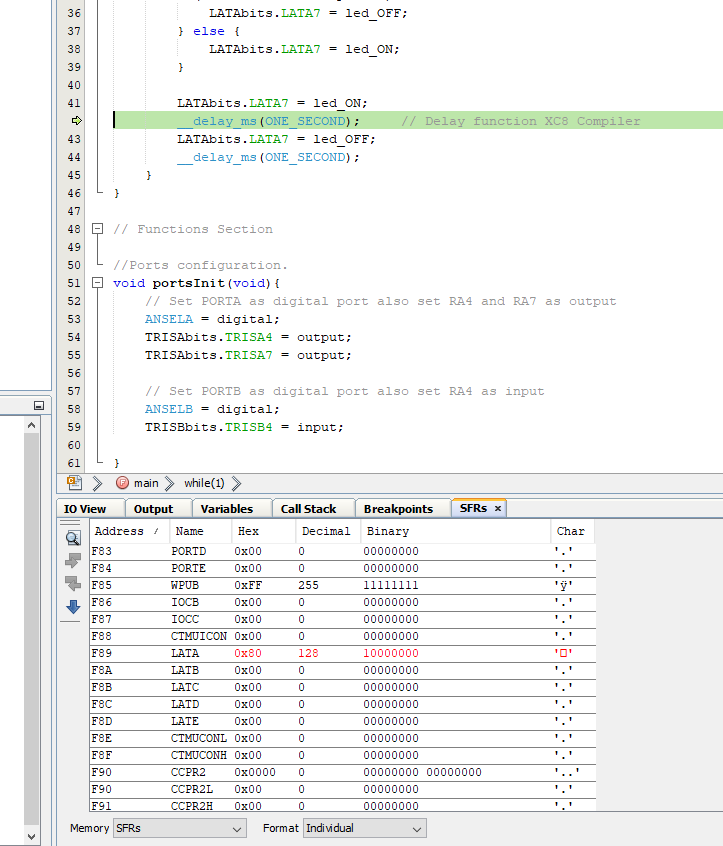 36 LATAbits.LATA7 = led_OFF;
37 } else {
38 LATAbits.LATA7 = led_ON;
39 }
40
41 LATAbits.LATA7 = led_ON;
__delay_ms(ONE_SECOND); // Delay function XC8 Compiler
43 LATAbits.LATA7 = led_OFF;
44 __delay_ms(ONE_SECOND);
45 }
46 }
47
48 // Functions Section
49
50 //Ports configuration.
51 void portsInit(void){
52 // Set PORTA as digital port also set RA4 and RA7 as output
53 ANSELA = digital;
54 TRISAbits.TRISA4 = output;
55 TRISAbits.TRISA7 = output;
56
57 // Set PORTB as digital port also set RA4 as input
58 ANSELB = digital;
59 TRISBbits.TRISB4 = input;
60
61 }
main while(1)
IO View Output Variables Call Stack Breakpoints SFRs ×
Address / Name Hex Decimal Binary Char
F83 PORTD 0x00 0 00000000 '.'
F84 PORTE 0x00 0 00000000 '.'
F85 WPUB 0xFF 255 11111111 'ÿ'
F86 IOCB 0x00 0 00000000 '.'
F87 IOCC 0x00 0 00000000 '.'
F88 CTMUICON 0x00 0 00000000 '.'
F89 LATA 0x80 128 10000000 '□'
F8A LATB 0x00 0 00000000 '.'
F8B LATC 0x00 0 00000000 '.'
F8C LATD 0x00 0 00000000 '.'
F8D LATE 0x00 0 00000000 '.'
F8E CTMUCONL 0x00 0 00000000 '.'
F8F CTMUCONH 0x00 0 00000000 '.'
F90 CCPR2 0x0000 0 00000000 00000000 '..'
F90 CCPR2L 0x00 0 00000000 '.'
F91 CCPR2H 0x00 0 00000000 '.'
Memory SFRs Format Individual